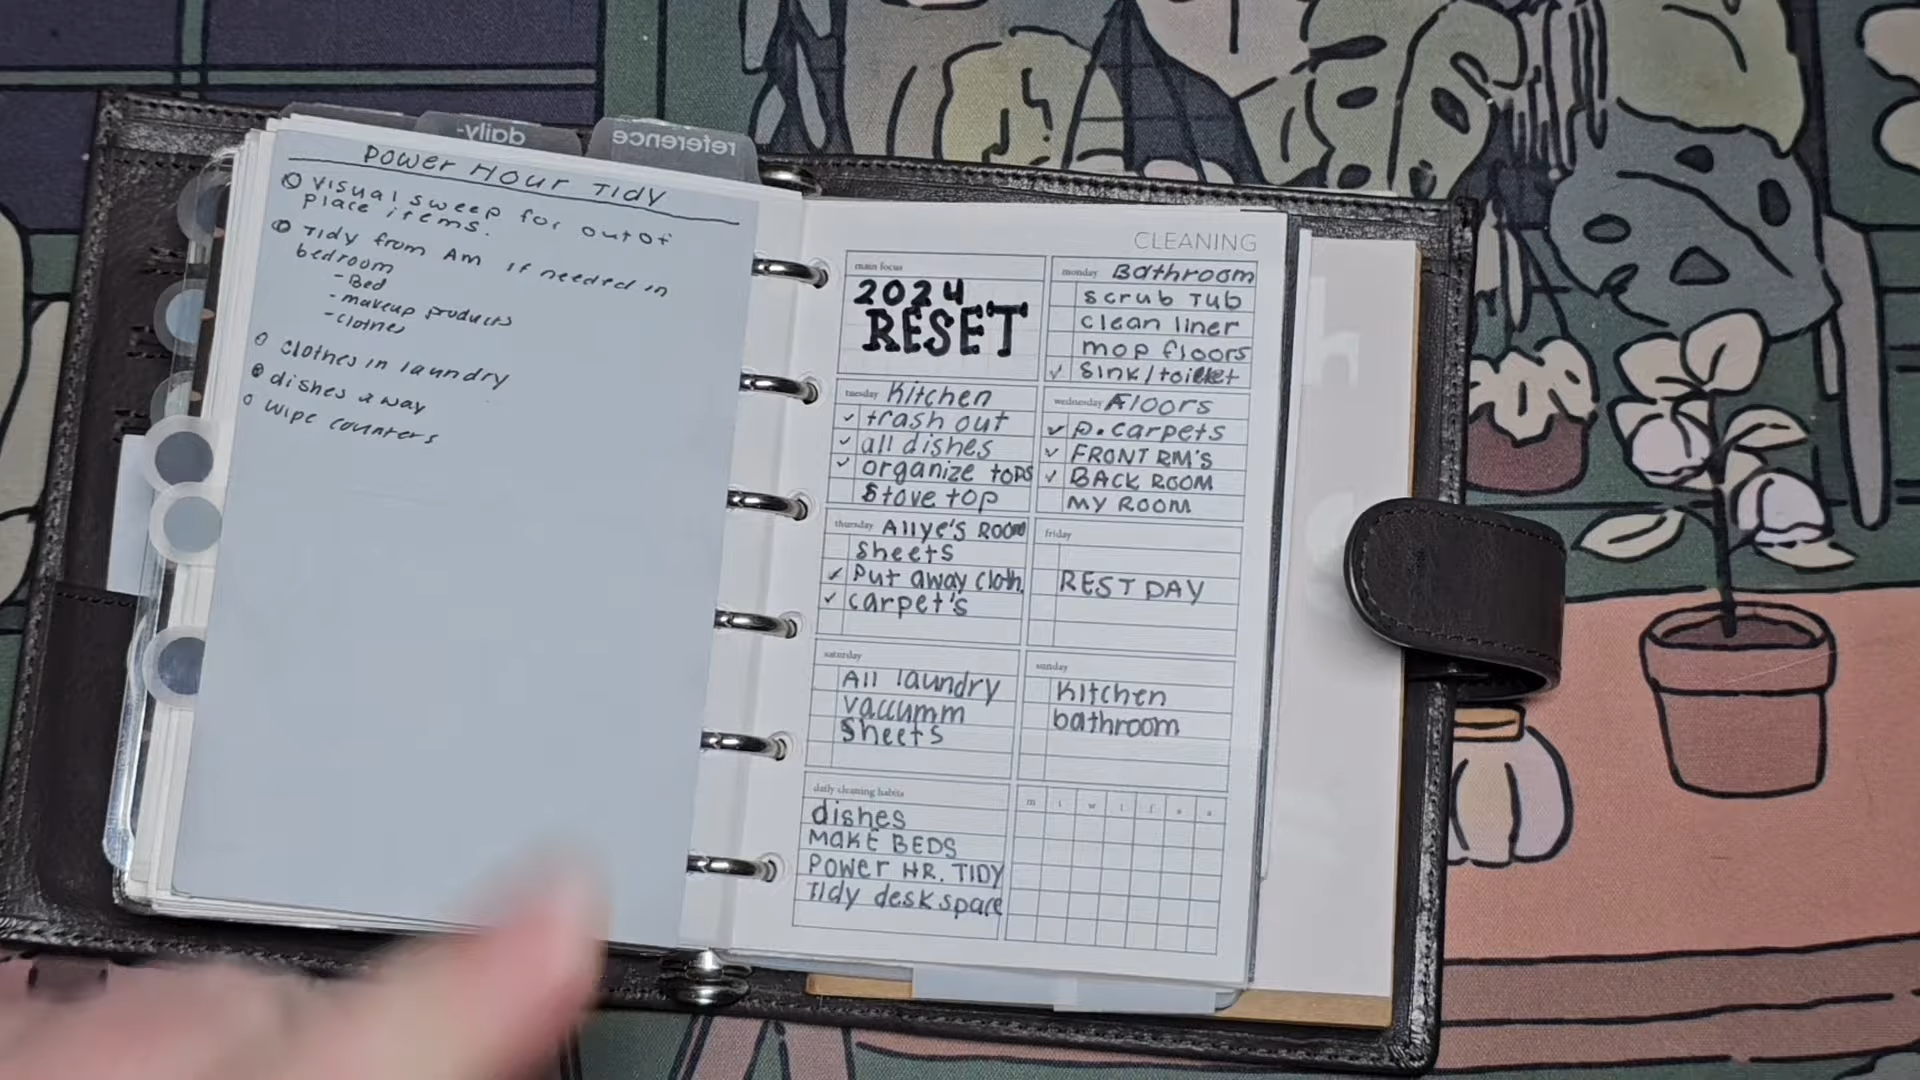 daily-
reference
POWER HOUR TIDY
visual sweep for out of
place items.
Tidy from AM if needed in
bedroom
- Bed
- makeup products
- clothes
clothes in laundry
dishes away
wipe counters
CLEANING
main focus
2024
RESET
monday Bathroom
scrub TUB
clean liner
mop floors
✓ Sink/toilet
tuesday Kitchen
✓ trash out
✓ all dishes
✓ organize TOPS
Stove top
wednesday Floors
✓ P. carpets
✓ FRONT RM'S
✓ BACK ROOM
MY ROOM
thursday Allye's ROOM
Sheets
✓ Put away cloth.
✓ carpet's
friday
REST DAY
saturday
All laundry
vaccumm
Sheets
sunday
Kitchen
bathroom
daily cleaning habits
dishes
MAKE BEDS
POWER HR. TIDY
Tidy desk space
m t w t f s s